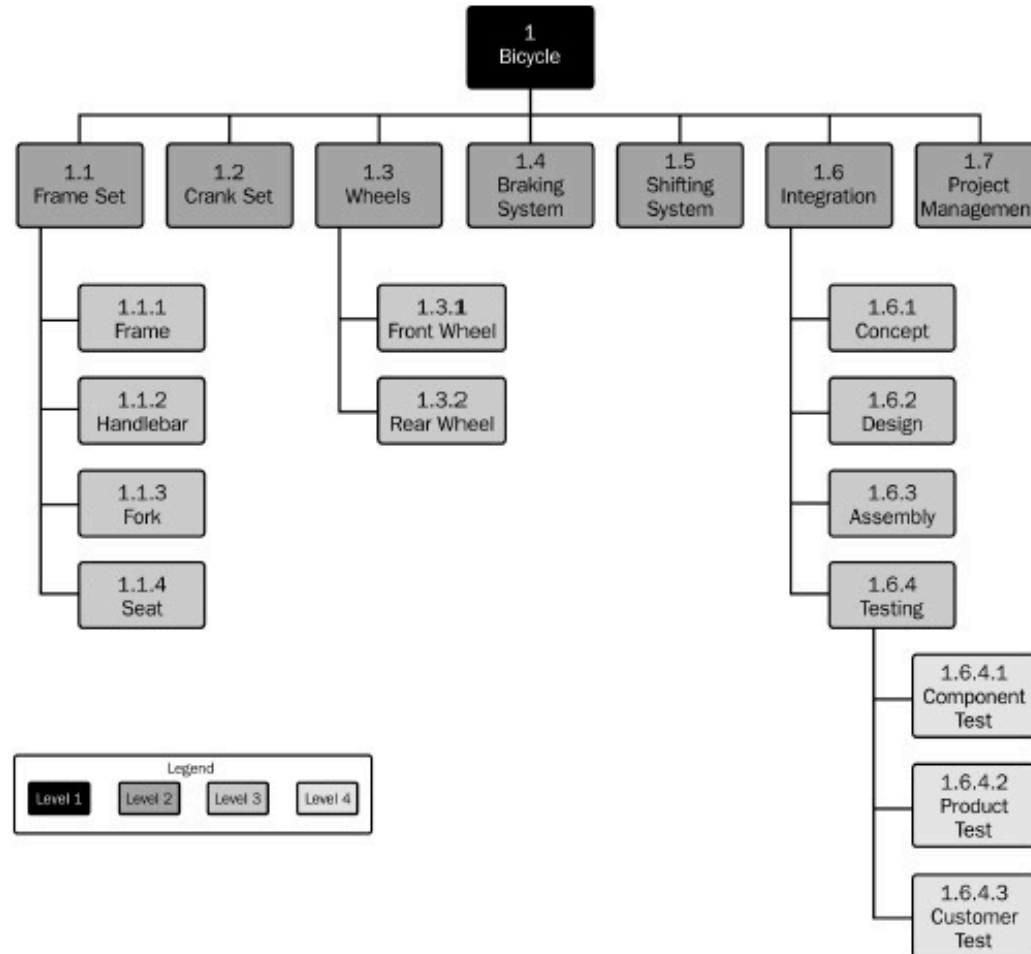 1
Bicycle
1.1
Frame Set
1.2
Crank Set
1.3
Wheels
1.4
Braking
System
1.5
Shifting
System
1.6
Integration
1.7
Project
Managemen
1.1.1
Frame
1.1.2
Handlebar
1.1.3
Fork
1.1.4
Seat
1.3.1
Front Wheel
1.3.2
Rear Wheel
1.6.1
Concept
1.6.2
Design
1.6.3
Assembly
1.6.4
Testing
1.6.4.1
Component
Test
1.6.4.2
Product
Test
1.6.4.3
Customer
Test
Legend
Level 1
Level 2
Level 3
Level 4